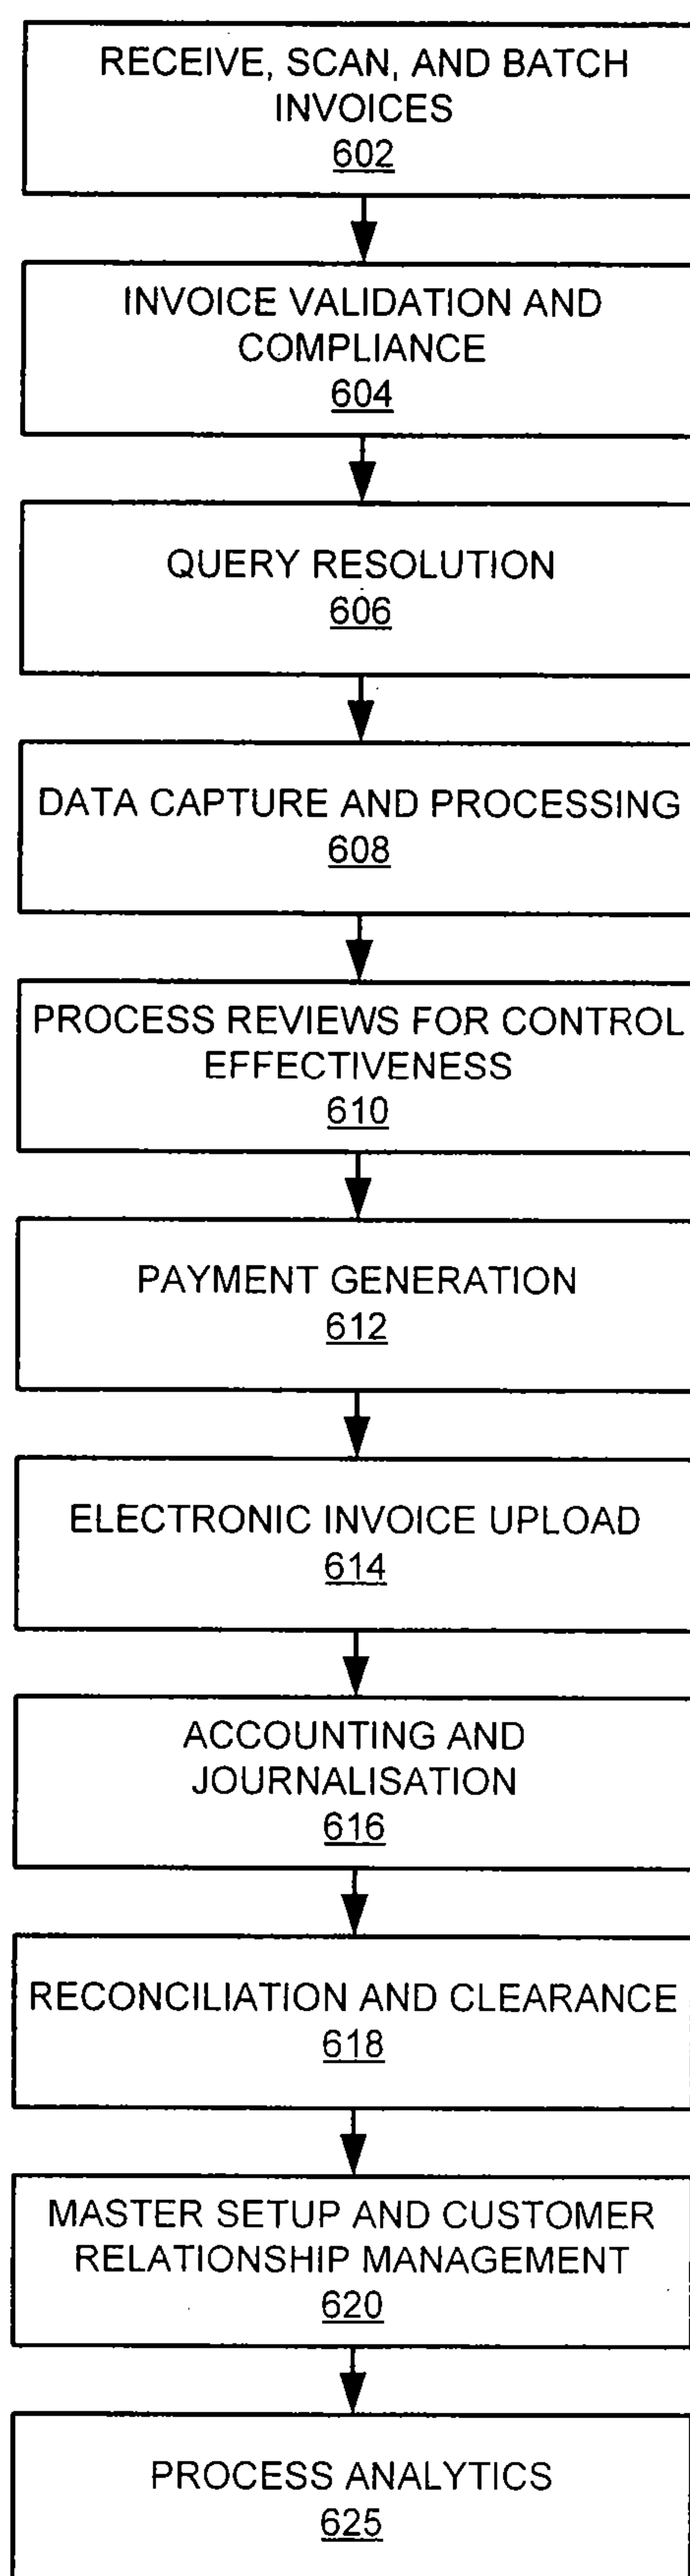 RECEIVE, SCAN, AND BATCH
INVOICES
602
INVOICE VALIDATION AND
COMPLIANCE
604
QUERY RESOLUTION
606
DATA CAPTURE AND PROCESSING
608
PROCESS REVIEWS FOR CONTROL
EFFECTIVENESS
610
PAYMENT GENERATION
612
ELECTRONIC INVOICE UPLOAD
614
ACCOUNTING AND
JOURNALISATION
616
RECONCILIATION AND CLEARANCE
618
MASTER SETUP AND CUSTOMER
RELATIONSHIP MANAGEMENT
620
PROCESS ANALYTICS
625